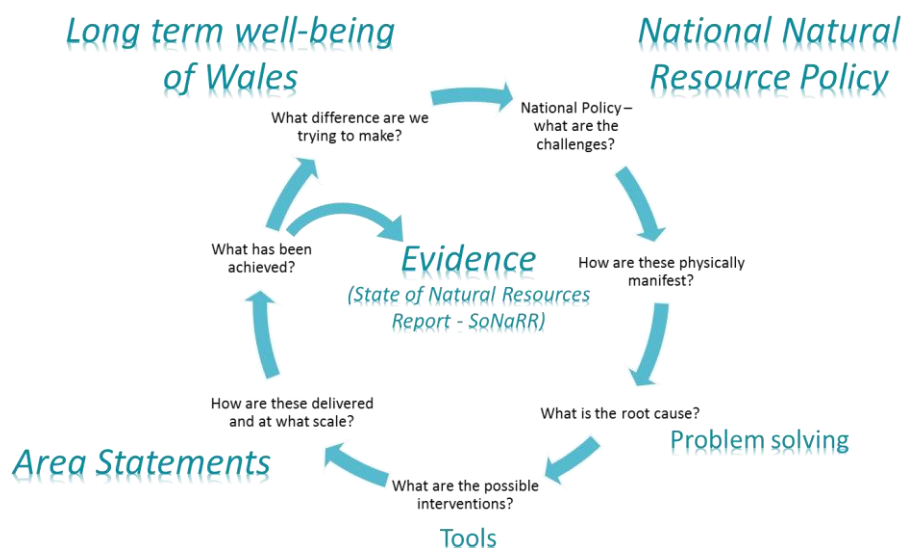 Long term well-being
of Wales
National Natural
Resource Policy
What difference are we
trying to make?
National Policy –
what are the
challenges?
How are these physically
manifest?
What is the root cause?
Problem solving
What are the possible
interventions?
Tools
How are these delivered
and at what scale?
Area Statements
What has been
achieved?
Evidence
(State of Natural Resources
Report - SoNaRR)